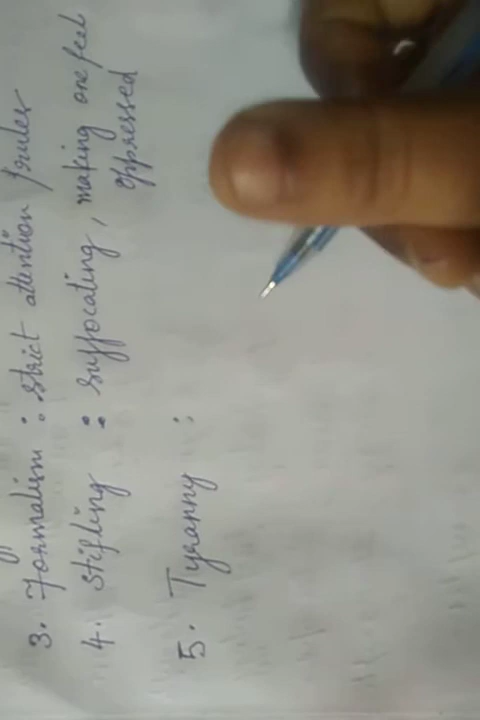 3. Formalism : strict attention / rules
4. stifling : suffocating, making one feel
oppressed
5. Tyranny :